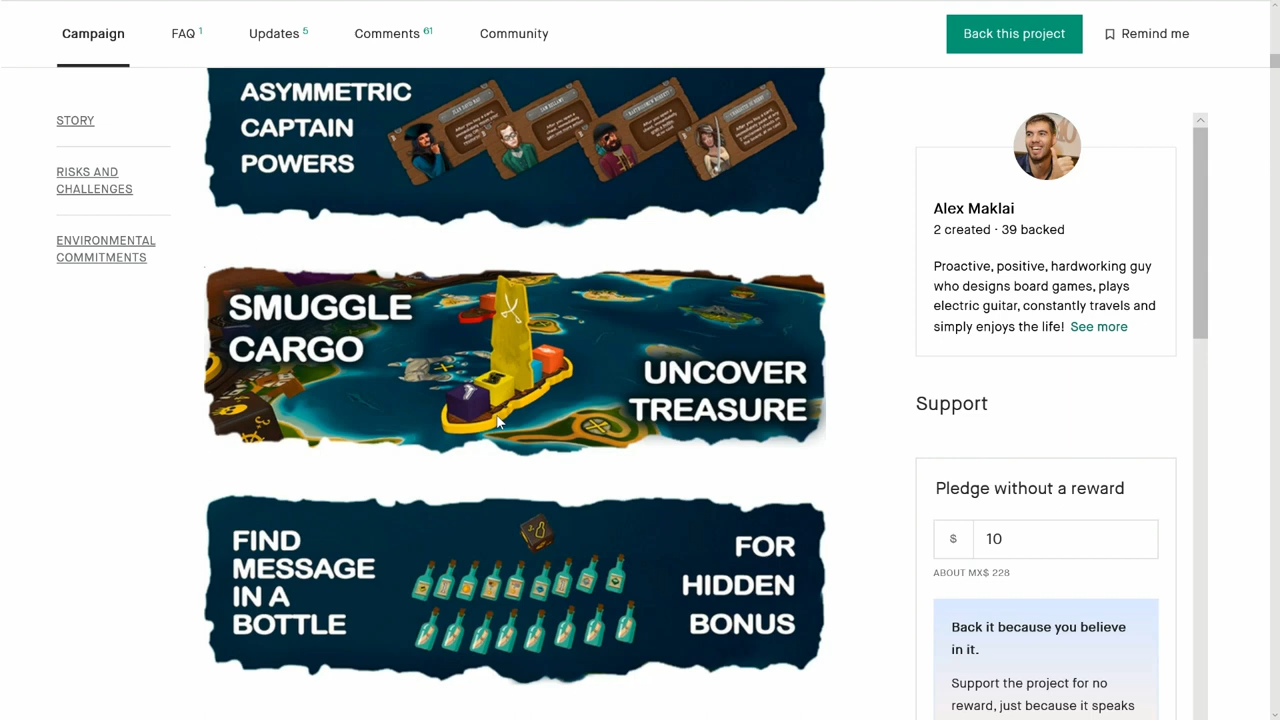 Campaign
FAQ 1
Updates 5
Comments 61
Community
Back this project
Remind me
STORY
RISKS AND
CHALLENGES
ENVIRONMENTAL
COMMITMENTS
ASYMMETRIC
CAPTAIN
POWERS
SMUGGLE
CARGO
UNCOVER
TREASURE
FIND
MESSAGE
IN A
BOTTLE
FOR
HIDDEN
BONUS
Alex Maklai
2 created · 39 backed
Proactive, positive, hardworking guy
who designs board games, plays
electric guitar, constantly travels and
simply enjoys the life! See more
Support
Pledge without a reward
$ 10
ABOUT MX$ 228
Back it because you believe
in it.
Support the project for no
reward, just because it speaks